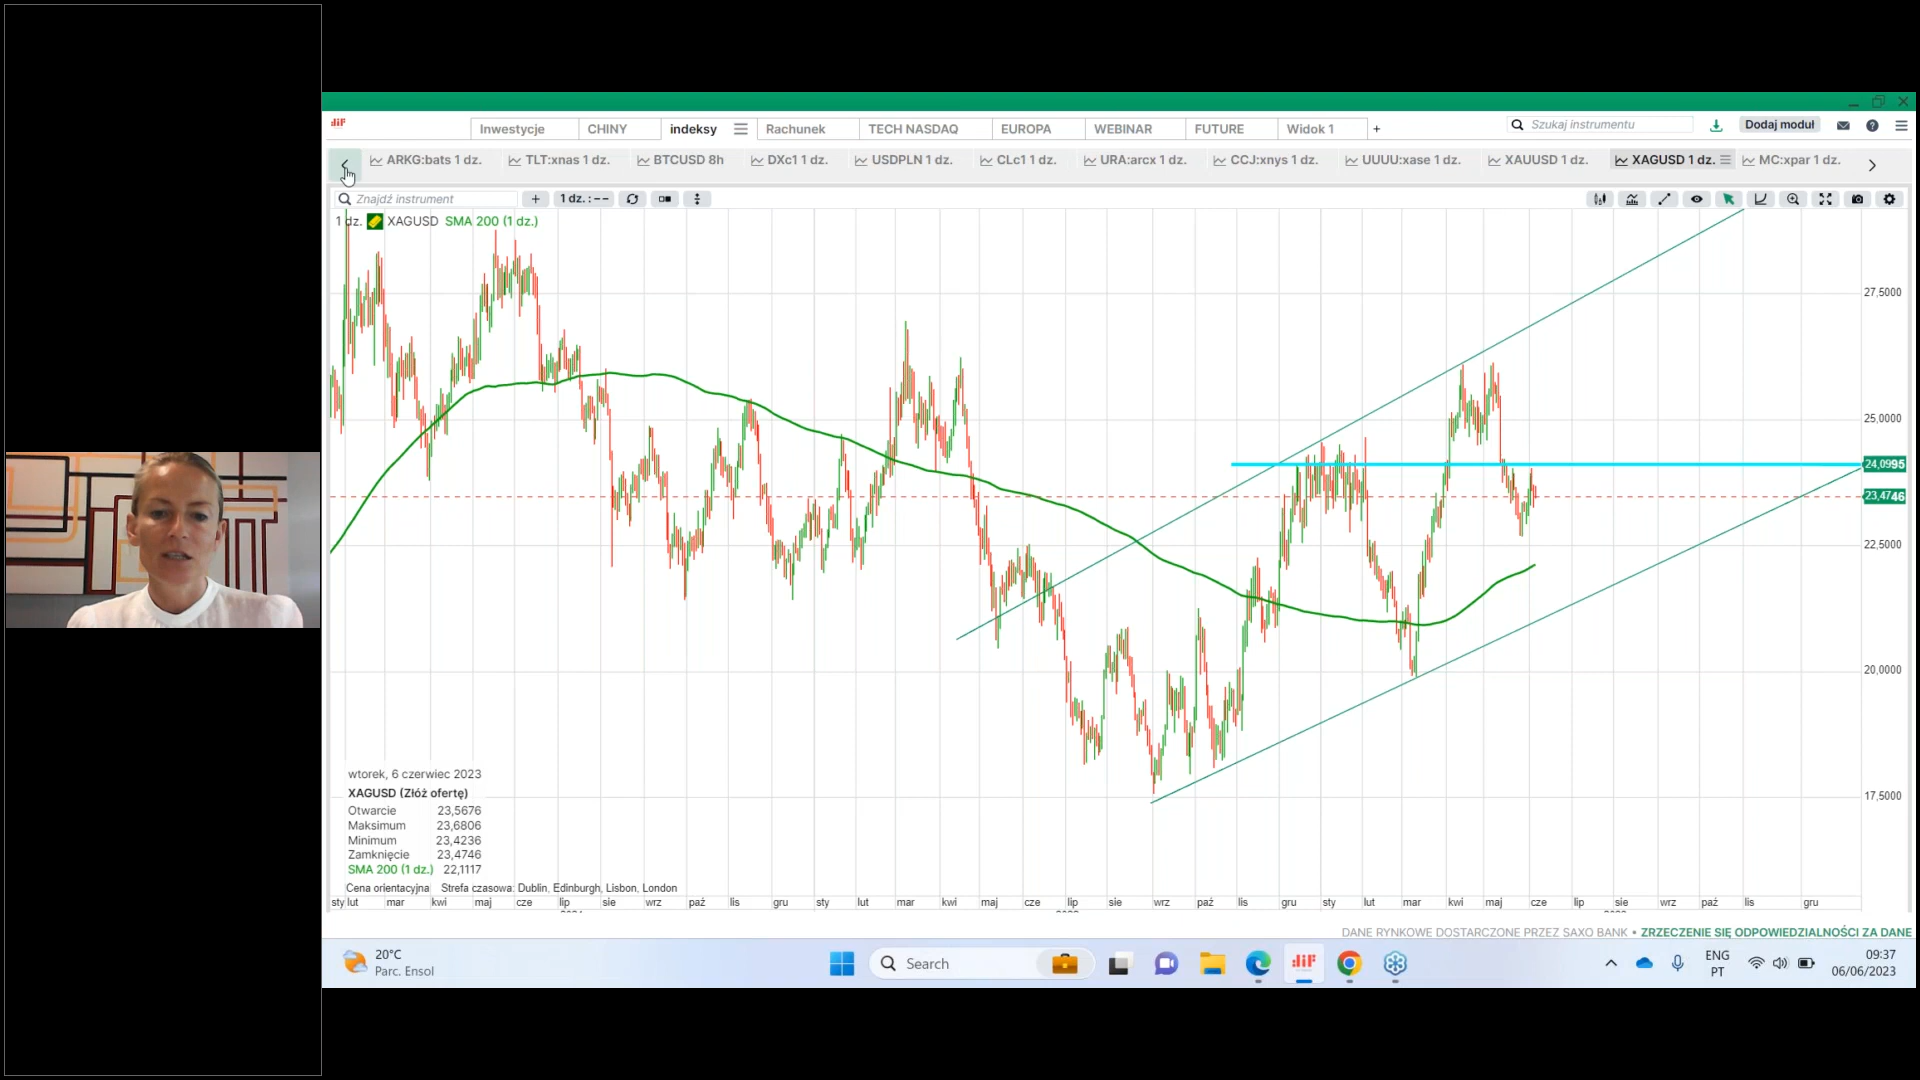 dif
Inwestycje
CHINY
indeksy
Rachunek
TECH NASDAQ
EUROPA
WEBINAR
FUTURE
Widok 1
+
Szukaj instrumentu
Dodaj moduł
ARKG:bats 1 dz.
TLT:xnas 1 dz.
BTCUSD 8h
DXc1 1 dz.
USDPLN 1 dz.
CLc1 1 dz.
URA:arcx 1 dz.
CCJ:xnys 1 dz.
UUUU:xase 1 dz.
XAUUSD 1 dz.
XAGUSD 1 dz.
MC:xpar 1 dz.
Znajdź instrument
1 dz. : – –
1 dz. XAGUSD SMA 200 (1 dz.)
27,5000
25,0000
24,0995
23,4746
22,5000
20,0000
17,5000
wtorek, 6 czerwiec 2023
XAGUSD (Złóż ofertę)
Otwarcie 23,5676
Maksimum 23,6806
Minimum 23,4236
Zamknięcie 23,4746
SMA 200 (1 dz.) 22,1117
Cena orientacyjna Strefa czasowa: Dublin, Edinburgh, Lisbon, London
sty lut mar kwi maj cze lip sie wrz paź lis gru sty lut mar kwi maj cze lip sie wrz paź lis gru sty lut mar kwi maj cze lip sie wrz paź lis gru
DANE RYNKOWE DOSTARCZONE PRZEZ SAXO BANK • ZRZECZENIE SIĘ ODPOWIEDZIALNOŚCI ZA DANE
20°C
Parc. Ensol
Search
dif
ENG
PT
09:37
06/06/2023